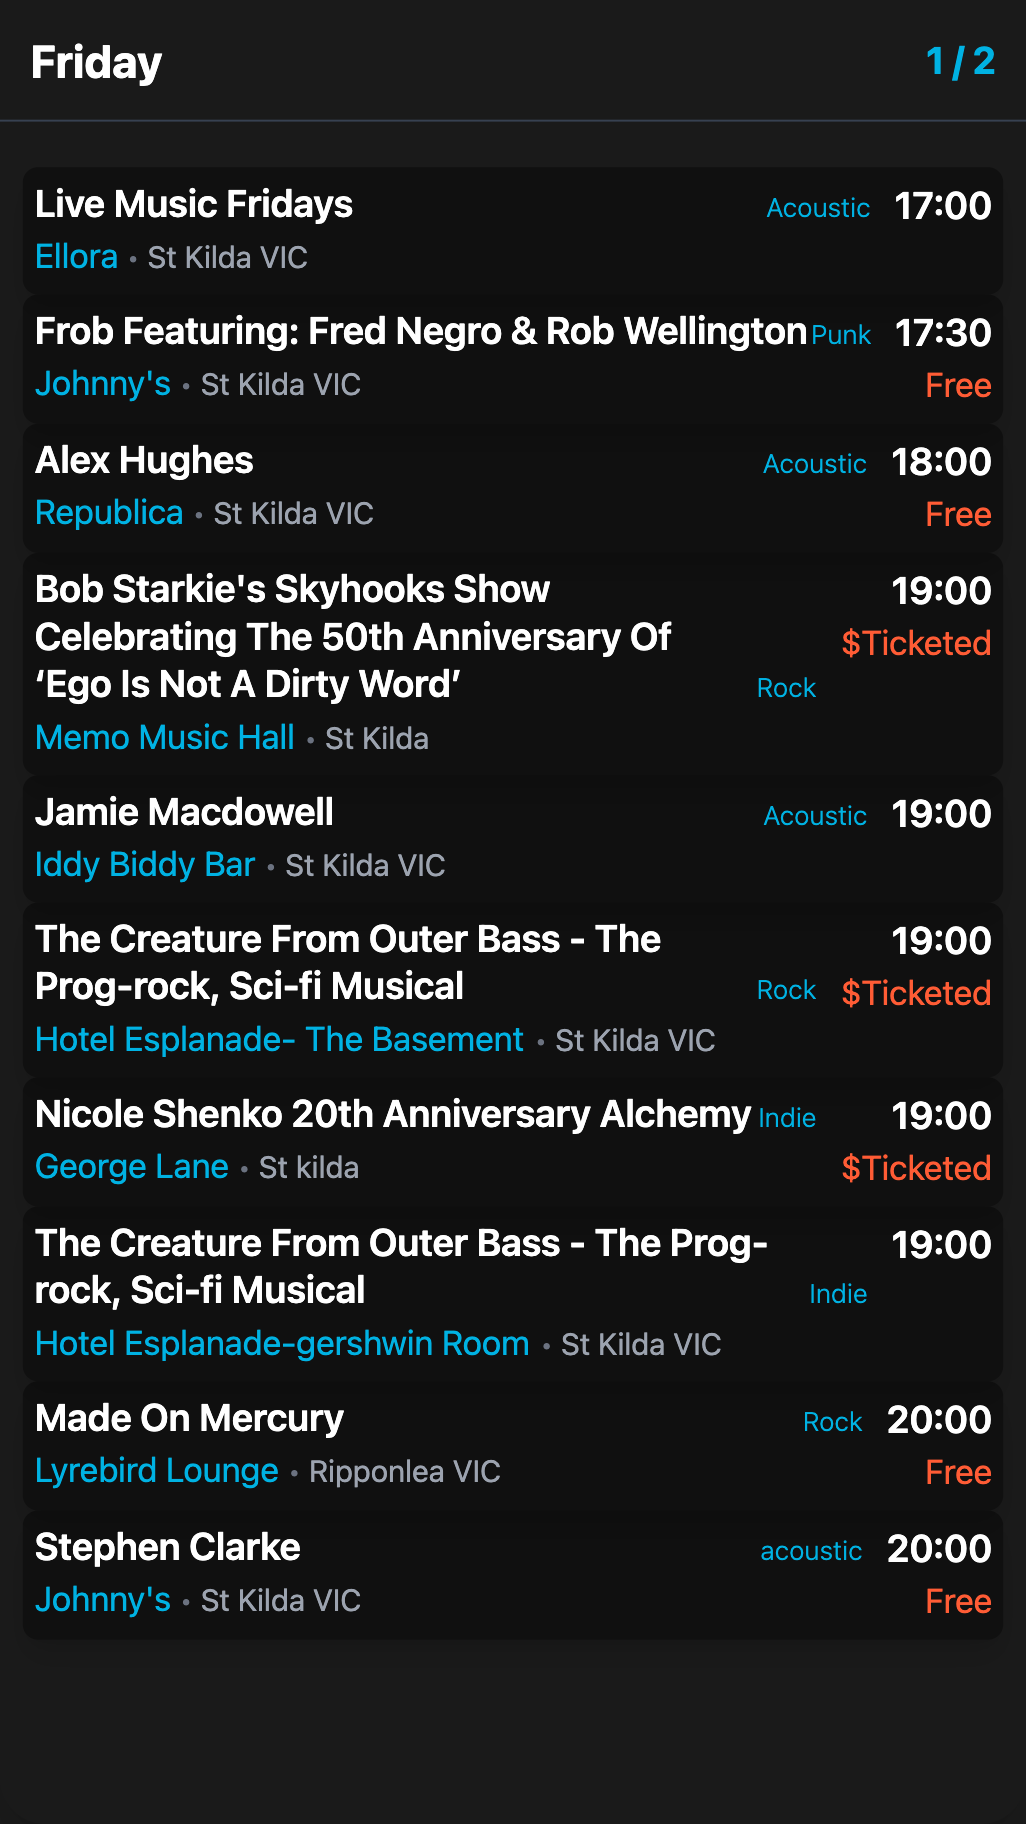 Friday 1 / 2
Live Music Fridays Acoustic 17:00
Ellora • St Kilda VIC
Frob Featuring: Fred Negro & Rob Wellington Punk 17:30
Johnny's • St Kilda VIC Free
Alex Hughes Acoustic 18:00
Republica • St Kilda VIC Free
Bob Starkie's Skyhooks Show 19:00
Celebrating The 50th Anniversary Of $Ticketed
‘Ego Is Not A Dirty Word’ Rock
Memo Music Hall • St Kilda
Jamie Macdowell Acoustic 19:00
Iddy Biddy Bar • St Kilda VIC
The Creature From Outer Bass - The 19:00
Prog-rock, Sci-fi Musical Rock $Ticketed
Hotel Esplanade- The Basement • St Kilda VIC
Nicole Shenko 20th Anniversary Alchemy Indie 19:00
George Lane • St kilda $Ticketed
The Creature From Outer Bass - The Prog- 19:00
rock, Sci-fi Musical Indie
Hotel Esplanade-gershwin Room • St Kilda VIC
Made On Mercury Rock 20:00
Lyrebird Lounge • Ripponlea VIC Free
Stephen Clarke acoustic 20:00
Johnny's • St Kilda VIC Free